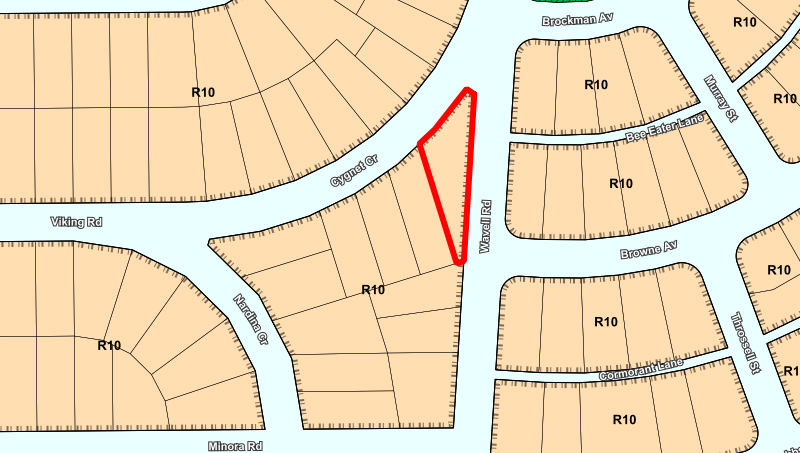 Brockman Av
R10
R10
R10
R10
Murray St
R10
Bee-Eater Lane
Cygnet Cr
R10
Viking Rd
Wavell Rd
Browne Av
R10
R10
Nardina Cr
R10
Throssell St
R10
Cormorant Lane
R10
Minora Rd